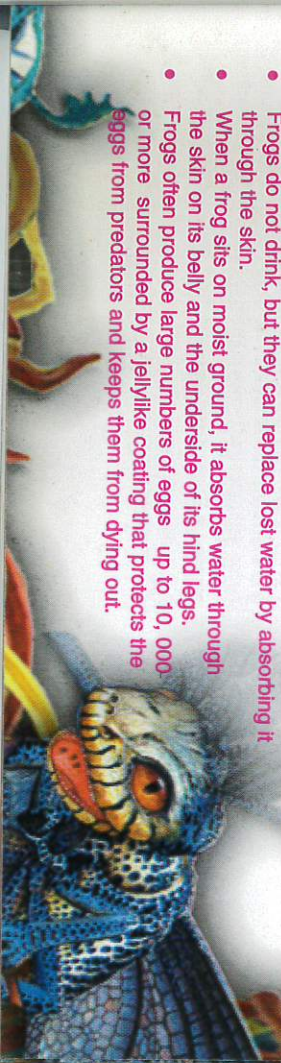 • Frogs do not drink, but they can replace lost water by absorbing it
through the skin.
• When a frog sits on moist ground, it absorbs water through
the skin on its belly and the underside of its hind legs.
• Frogs often produce large numbers of eggs up to 10, 000
or more surrounded by a jellylike coating that protects the
eggs from predators and keeps them from dying out.